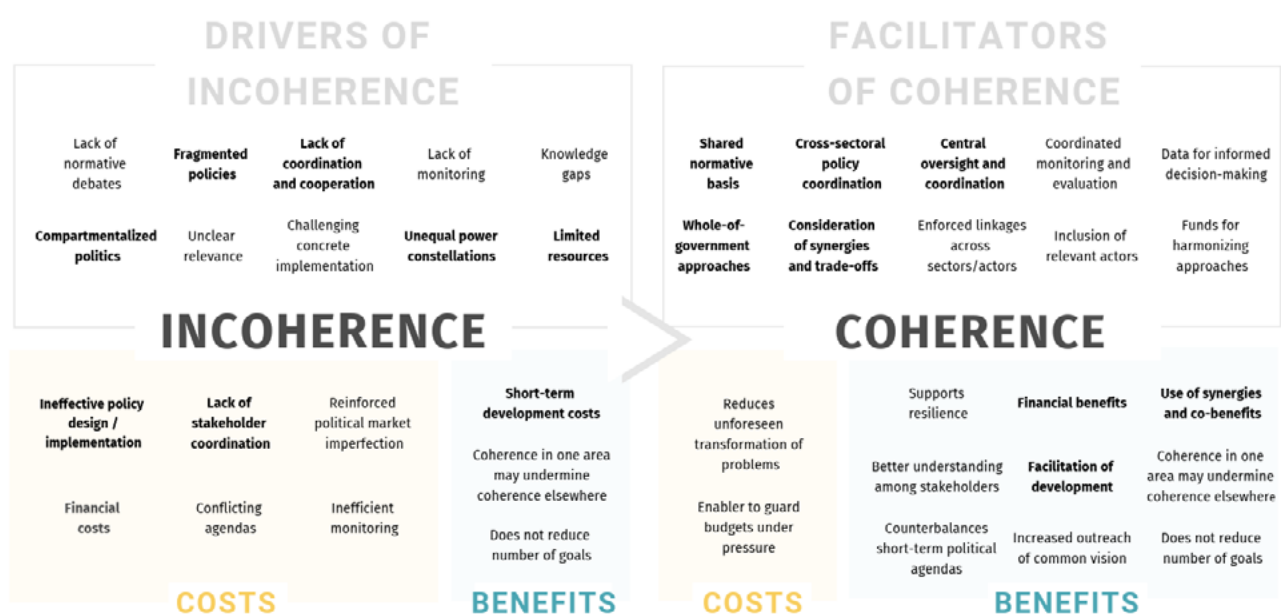 DRIVERS OF
INCOHERENCE
Lack of
normative
debates
Fragmented
policies
Lack of
coordination
and cooperation
Lack of
monitoring
Knowledge
gaps
Compartmentalized
politics
Unclear
relevance
Challenging
concrete
implementation
Unequal power
constellations
Limited
resources
INCOHERENCE
Ineffective policy
design /
implementation
Lack of
stakeholder
coordination
Reinforced
political market
imperfection
Financial
costs
Conflicting
agendas
Inefficient
monitoring
COSTS
Short-term
development costs
Coherence in one area
may undermine
coherence elsewhere
Does not reduce
number of goals
BENEFITS
FACILITATORS
OF COHERENCE
Shared
normative
basis
Cross-sectoral
policy
coordination
Central
oversight and
coordination
Coordinated
monitoring and
evaluation
Data for informed
decision-making
Whole-of-
government
approaches
Consideration
of synergies
and trade-offs
Enforced linkages
across
sectors/actors
Inclusion of
relevant actors
Funds for
harmonizing
approaches
COHERENCE
Reduces
unforeseen
transformation of
problems
Enabler to guard
budgets under
pressure
COSTS
Supports
resilience
Financial benefits
Use of synergies
and co-benefits
Better understanding
among stakeholders
Facilitation of
development
Coherence in one
area may undermine
coherence elsewhere
Counterbalances
short-term political
agendas
Increased outreach
of common vision
Does not reduce
number of goals
BENEFITS